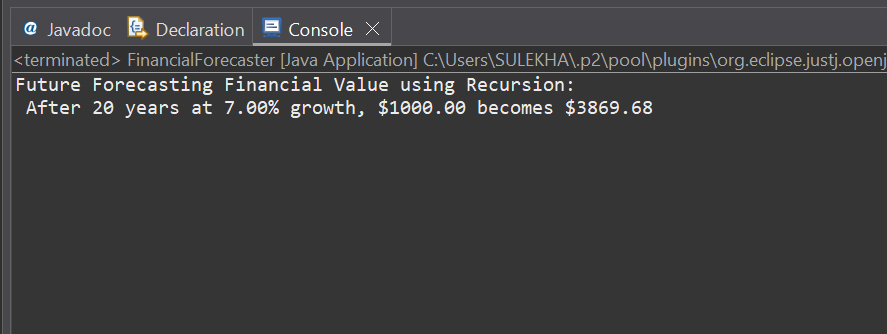 @ Javadoc Declaration Console
<terminated> FinancialForecaster [Java Application] C:\Users\SULEKHA\.p2\pool\plugins\org.eclipse.justj.openj
Future Forecasting Financial Value using Recursion:
After 20 years at 7.00% growth, $1000.00 becomes $3869.68